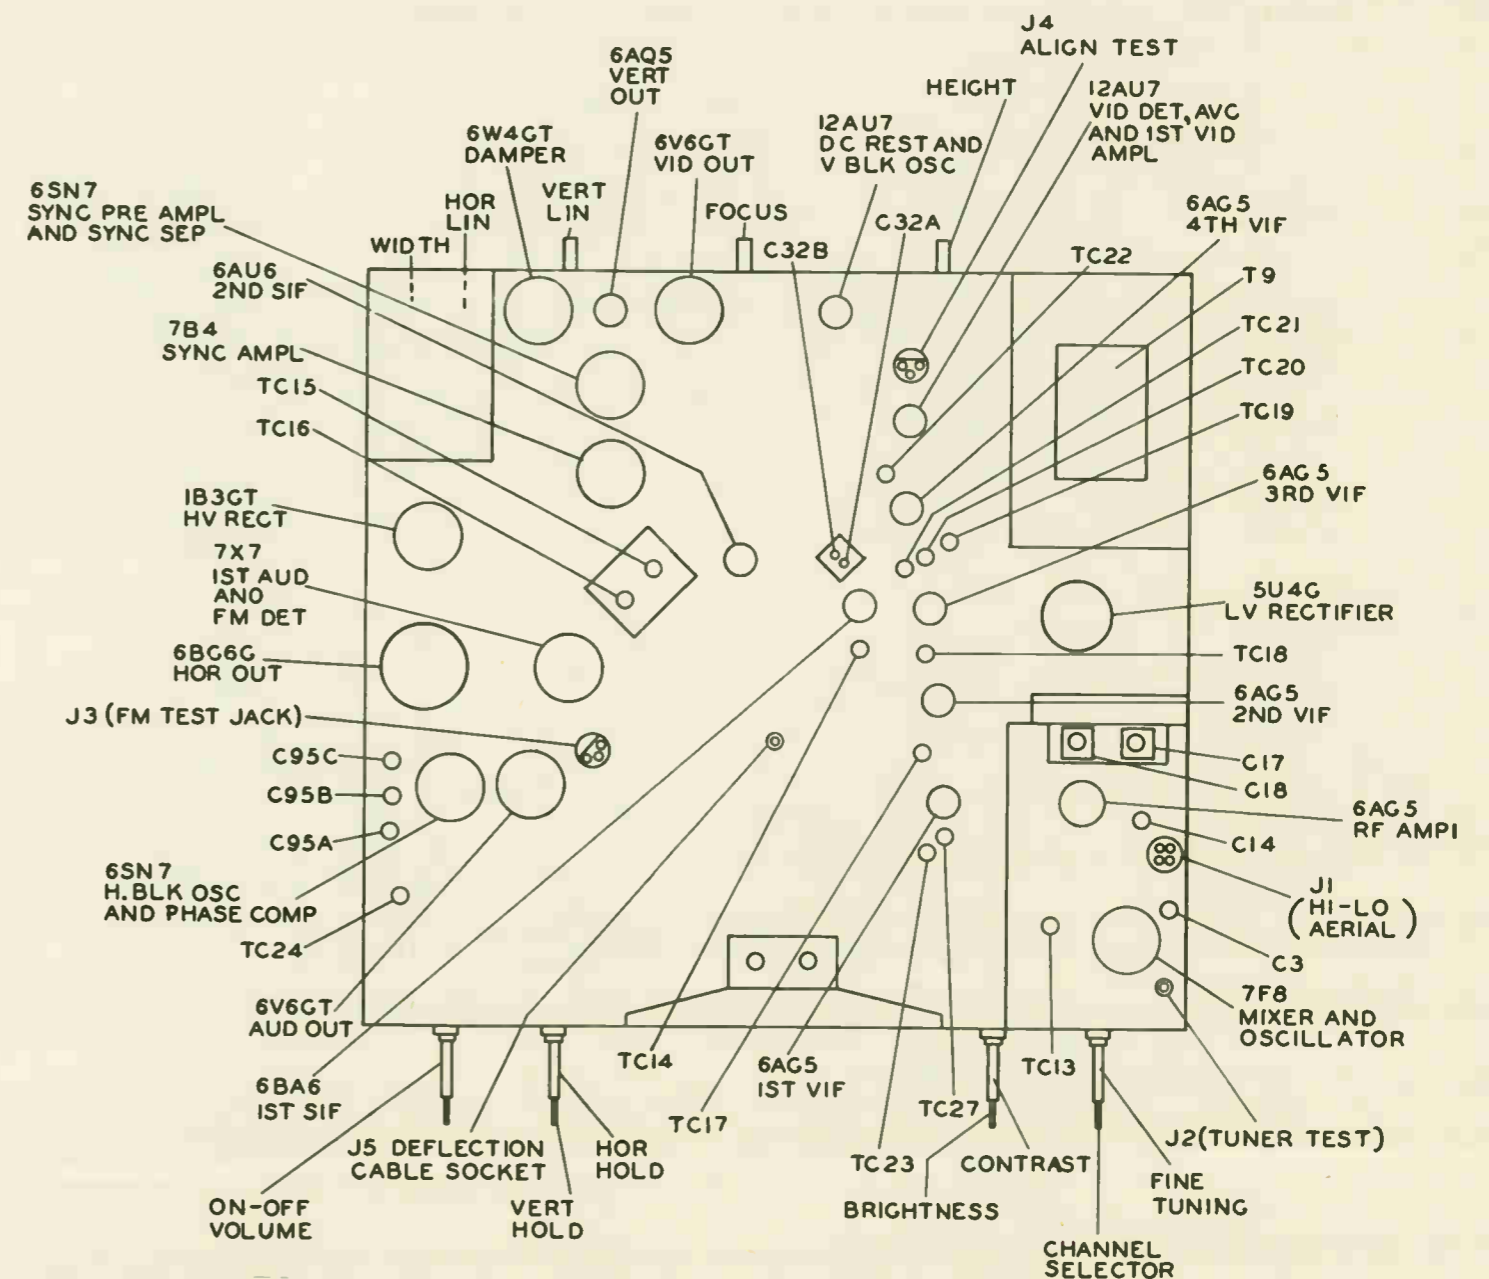 J4
ALIGN TEST
6AQ5
VERT
OUT
HEIGHT
12AU7
VID DET, AVC
AND 1ST VID
AMPL
12AU7
DC REST AND
V BLK OSC
6W4GT
DAMPER
6V6GT
VID OUT
6SN7
SYNC PRE AMPL
AND SYNC SEP
HOR
LIN
VERT
LIN
FOCUS
C32A
6AG5
4TH VIF
WIDTH
C32B
TC22
6AU6
2ND SIF
T9
7B4
SYNC AMPL
TC21
TC15
TC20
TC16
TC19
6AG5
3RD VIF
1B3GT
HV RECT
7X7
1ST AUD
AND
FM DET
5U4G
LV RECTIFIER
6BG6G
HOR OUT
TC18
6AG5
2ND VIF
J3 (FM TEST JACK)
C95C
C17
C95B
C18
6AG5
RF AMPl
C95A
C14
6SN7
H.BLK OSC
AND PHASE COMP
J1
(HI-LO
AERIAL)
TC24
C3
6V6GT
AUD OUT
7F8
MIXER AND
OSCILLATOR
TC14
6AG5
1ST VIF
TC13
6BA6
1ST SIF
TC17
TC27
J5 DEFLECTION
CABLE SOCKET
HOR
HOLD
J2(TUNER TEST)
TC23
CONTRAST
ON-OFF
VOLUME
VERT
HOLD
BRIGHTNESS
FINE
TUNING
CHANNEL
SELECTOR